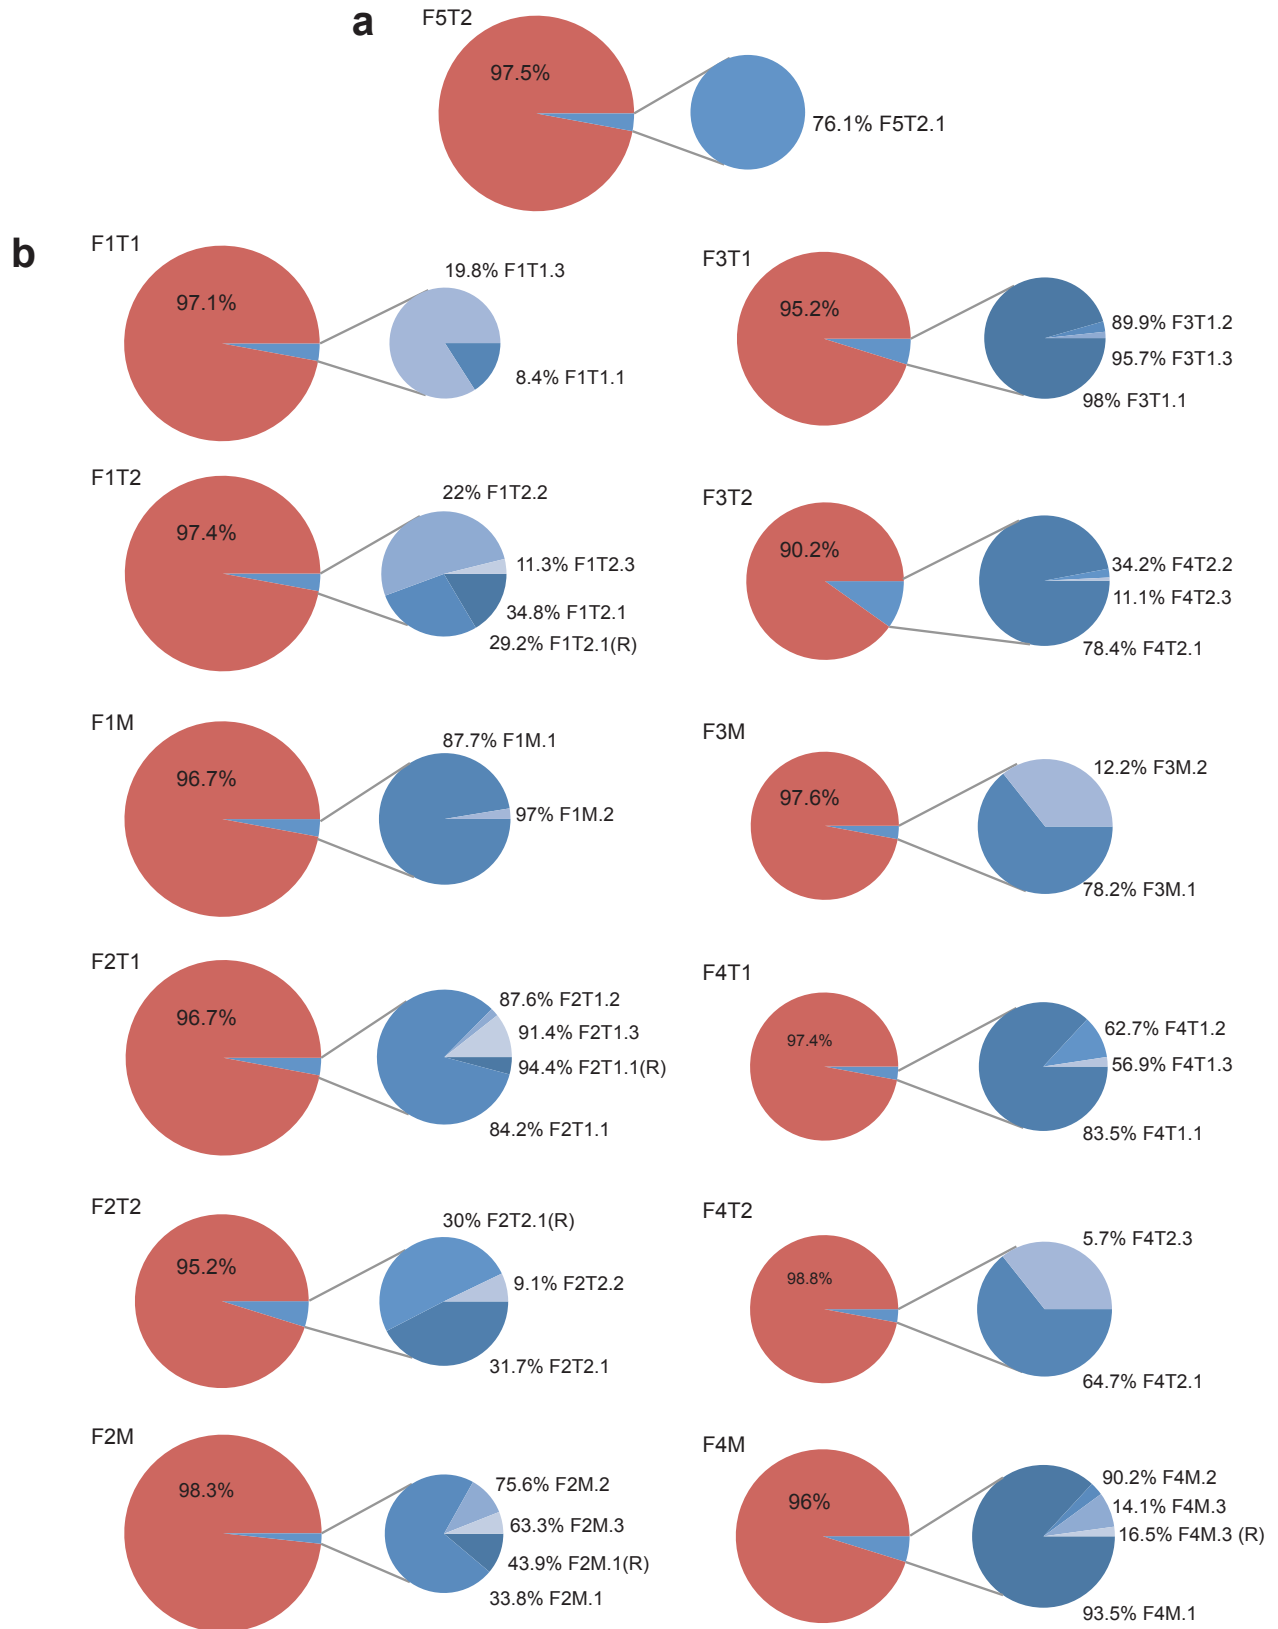 a
F5T2
97.5%
76.1% F5T2.1
b
F1T1
97.1%
19.8% F1T1.3
8.4% F1T1.1
F3T1
95.2%
89.9% F3T1.2
95.7% F3T1.3
98% F3T1.1
F1T2
97.4%
22% F1T2.2
11.3% F1T2.3
34.8% F1T2.1
29.2% F1T2.1(R)
F3T2
90.2%
34.2% F4T2.2
11.1% F4T2.3
78.4% F4T2.1
F1M
96.7%
87.7% F1M.1
97% F1M.2
F3M
97.6%
12.2% F3M.2
78.2% F3M.1
F2T1
96.7%
87.6% F2T1.2
91.4% F2T1.3
94.4% F2T1.1(R)
84.2% F2T1.1
F4T1
97.4%
62.7% F4T1.2
56.9% F4T1.3
83.5% F4T1.1
F2T2
95.2%
30% F2T2.1(R)
9.1% F2T2.2
31.7% F2T2.1
F4T2
98.8%
5.7% F4T2.3
64.7% F4T2.1
F2M
98.3%
75.6% F2M.2
63.3% F2M.3
43.9% F2M.1(R)
33.8% F2M.1
F4M
96%
90.2% F4M.2
14.1% F4M.3
16.5% F4M.3 (R)
93.5% F4M.1